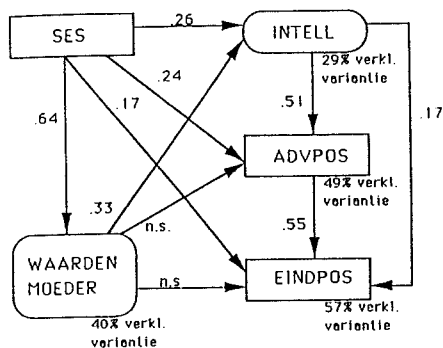 SES
.26
INTELL
29% verkl.
variantie
.24
.17
.51
.17
.64
ADVPOS
49% verkl.
variantie
.33
n.s.
.55
WAARDEN
MOEDER
n.s
EINDPOS
40% verkl.
variantie
57% verkl.
variantie